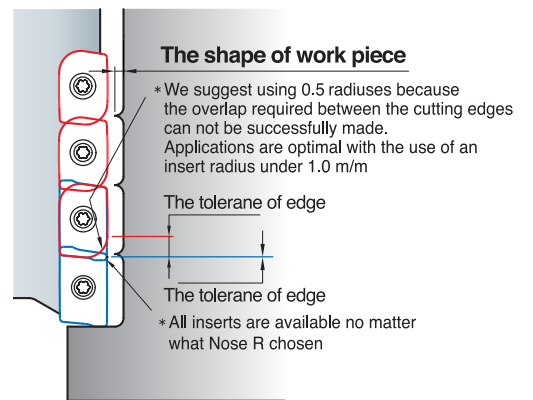 The shape of work piece
* We suggest using 0.5 radiuses because
the overlap required between the cutting edges
can not be successfully made.
Applications are optimal with the use of an
insert radius under 1.0 m/m
The tolerane of edge
The tolerane of edge
* All inserts are available no matter
what Nose R chosen